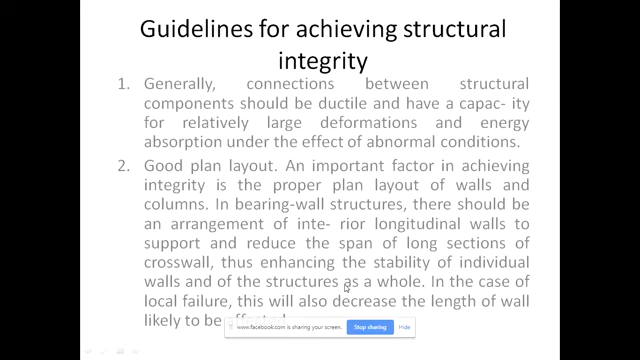 Guidelines for achieving structural
integrity
1. Generally, connections between structural
components should be ductile and have a capac- ity
for relatively large deformations and energy
absorption under the effect of abnormal conditions.
2. Good plan layout. An important factor in achieving
integrity is the proper plan layout of walls and
columns. In bearing-wall structures, there should be
an arrangement of inte- rior longitudinal walls to
support and reduce the span of long sections of
crosswall, thus enhancing the stability of individual
walls and of the structures as a whole. In the case of
local failure, this will also decrease the length of wall
likely to be
www.facebook.com is sharing your screen. Stop sharing Hide